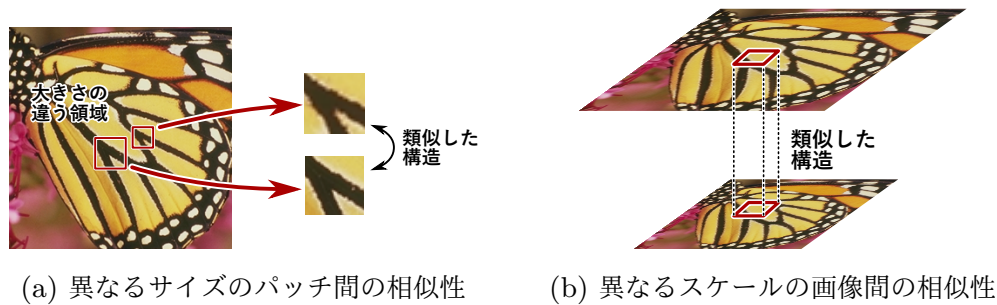 大きさの
違う領域
類似した
構造
類似した
構造
(a) 異なるサイズのパッチ間の相似性
(b) 異なるスケールの画像間の相似性